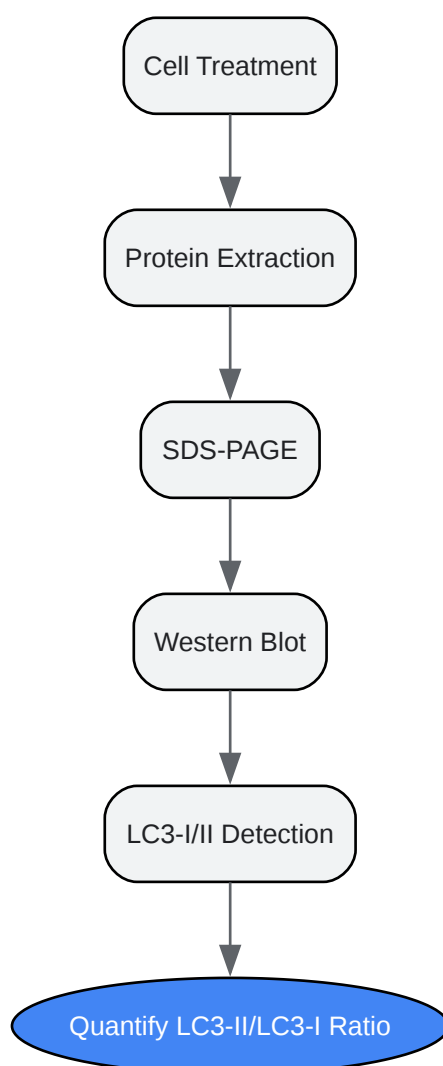 Cell Treatment
Protein Extraction
SDS-PAGE
Western Blot
LC3-I/II Detection
Quantify LC3-II/LC3-I Ratio